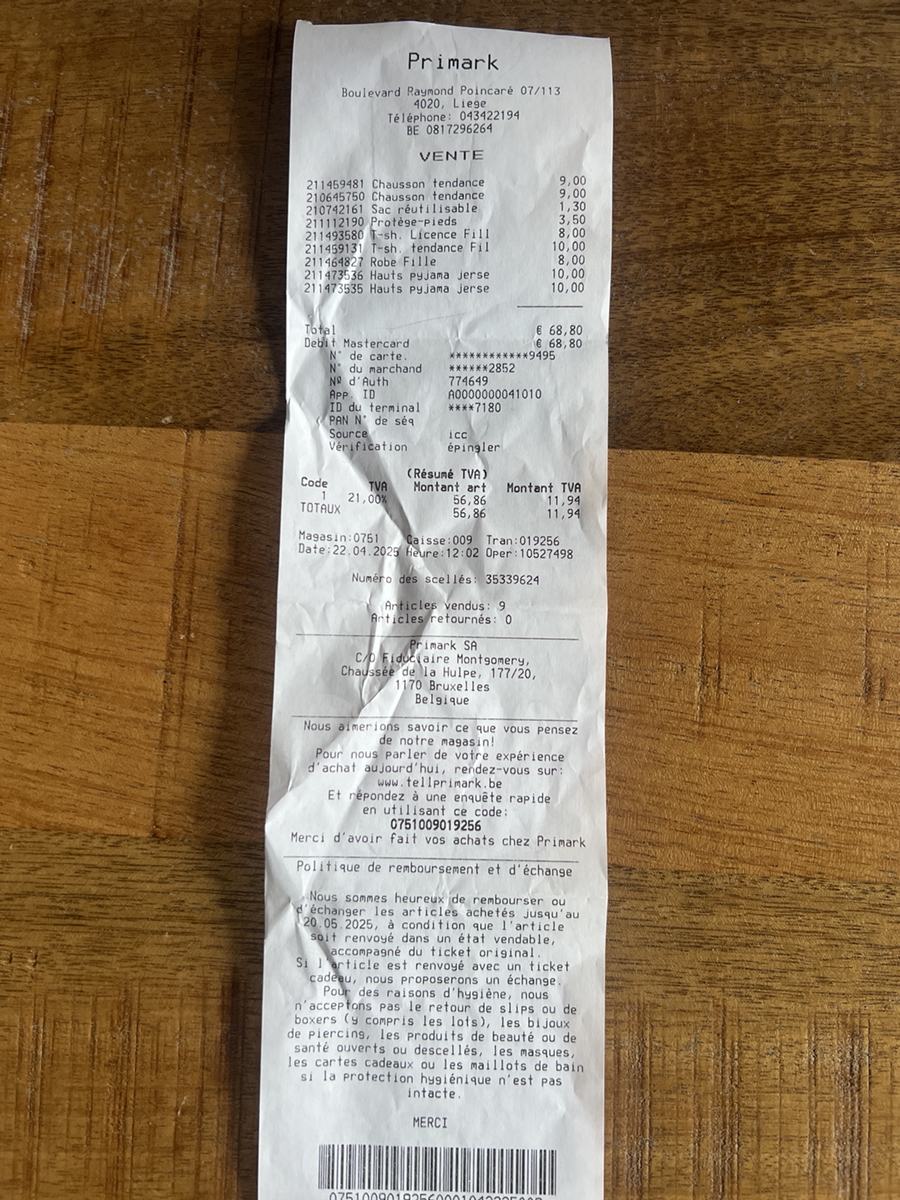 Primark
Boulevard Raymond Poincaré 07/113
4020, Liege
Téléphone: 043422194
BE 0817296264
VENTE
211459481 Chausson tendance 9,00
210645750 Chausson tendance 9,00
210742161 Sac réutilisable 1,30
211112190 Protège-pieds 3,50
211493580 T-sh. Licence Fill 8,00
211459131 T-sh. tendance Fil 10,00
211464827 Robe Fille 8,00
211473536 Hauts pyjama jerse 10,00
211473535 Hauts pyjama jerse 10,00
Total € 68,80
Debit Mastercard € 68,80
N° de carte. ************9495
N° du marchand ******2852
Nº d'Auth 774649
App. ID A0000000041010
ID du terminal ****7180
PAN N° de séq
Source icc
Vérification épingler
(Résumé TVA)
Code TVA Montant art Montant TVA
1 21,00% 56,86 11,94
TOTAUX 56,86 11,94
Magasin:0751 Caisse:009 Tran:019256
Date:22.04.2025 Heure:12:02 Oper:10527498
Numéro des scellés: 35339624
Articles vendus: 9
Articles retournés: 0
Primark SA
C/O Fiduciaire Montgomery,
Chaussée de la Hulpe, 177/20,
1170 Bruxelles
Belgique
Nous aimerions savoir ce que vous pensez
de notre magasin!
Pour nous parler de votre expérience
d'achat aujourd'hui, rendez-vous sur:
www.tellprimark.be
Et répondez à une enquête rapide
en utilisant ce code:
0751009019256
Merci d'avoir fait vos achats chez Primark
Politique de remboursement et d'échange
Nous sommes heureux de rembourser ou
d'échanger les articles achetés jusqu'au
20.05.2025, à condition que l'article
soit renvoyé dans un état vendable,
accompagné du ticket original.
Si l'article est renvoyé avec un ticket
cadeau, nous proposerons un échange.
Pour des raisons d'hygiène, nous
n'acceptons pas le retour de slips ou de
boxers (y compris les lots), les bijoux
de piercing, les produits de beauté ou de
santé ouverts ou descellés, les masques,
les cartes cadeaux ou les maillots de bain
si la protection hygiénique n'est pas
intacte.
MERCI